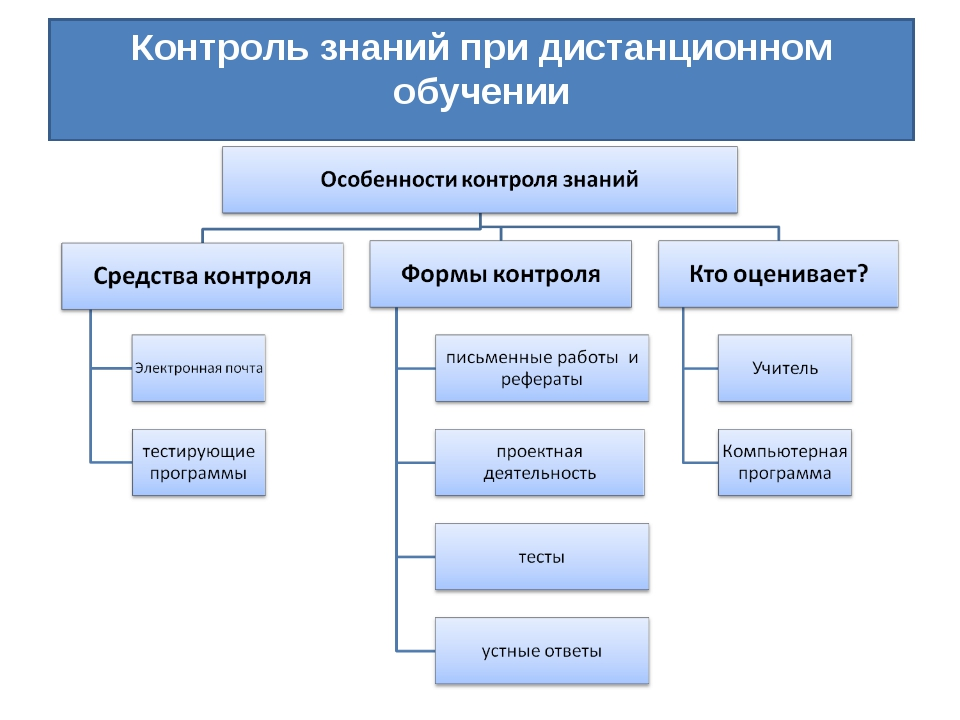 Контроль знаний при дистанционном
обучении
Особенности контроля знаний
Средства контроля
Электронная почта
тестирующие
программы
Формы контроля
письменные работы и
рефераты
проектная
деятельность
тесты
устные ответы
Кто оценивает?
Учитель
Компьютерная
программа